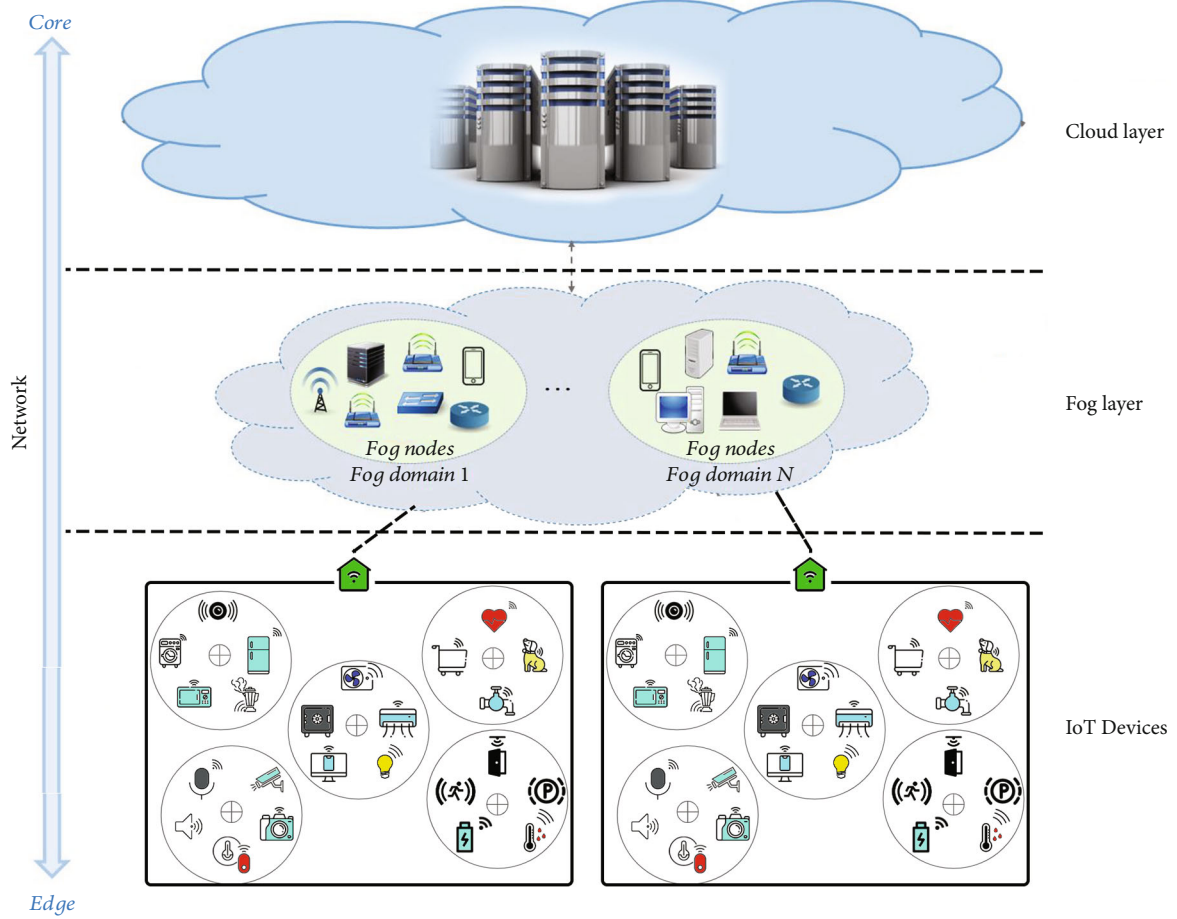 Core
Cloud layer
Network
Fog layer
...
Fog nodes
Fog domain 1
Fog nodes
Fog domain N
P
P
IoT Devices
Edge